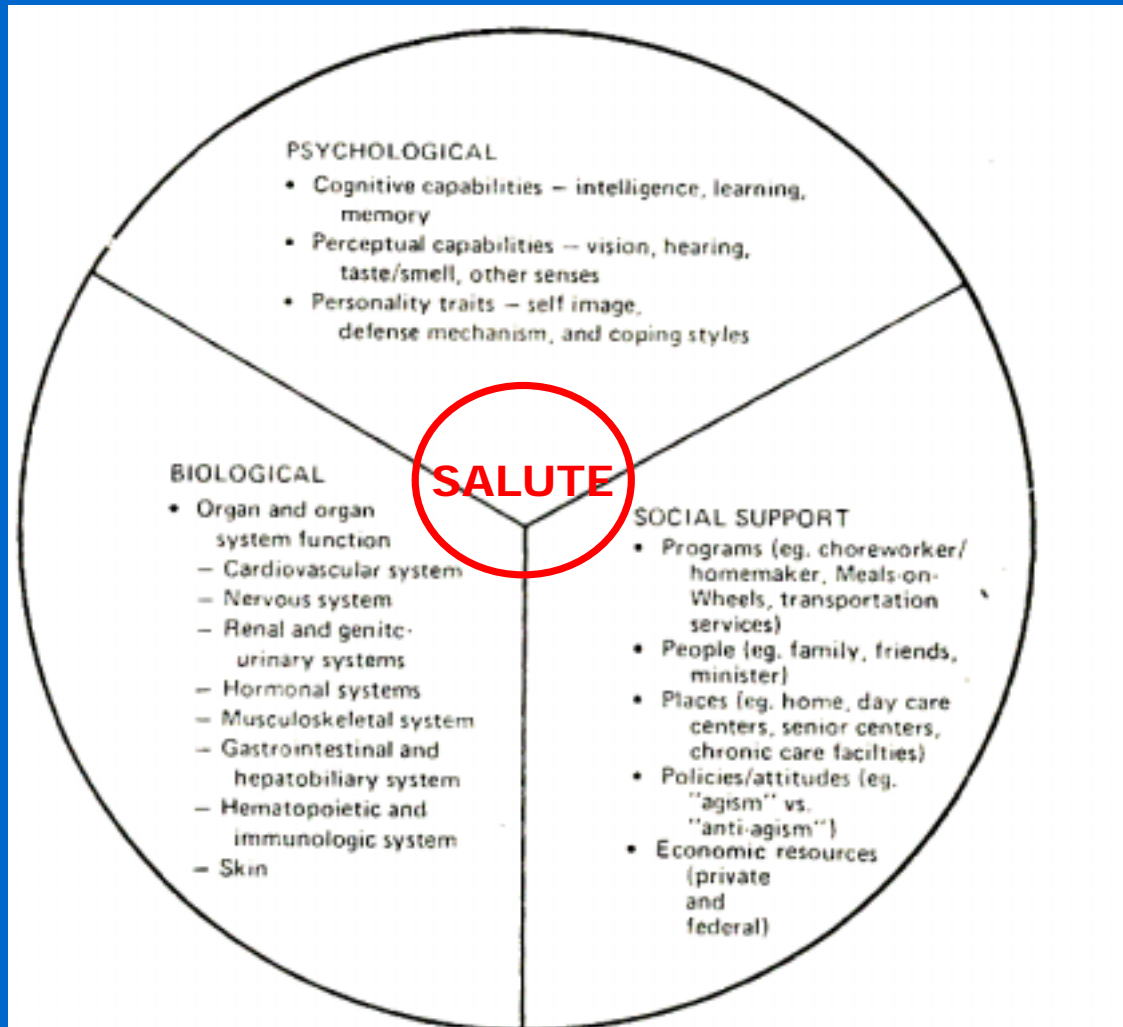 PSYCHOLOGICAL
• Cognitive capabilities – intelligence, learning,
memory
• Perceptual capabilities – vision, hearing,
taste/smell, other senses
• Personality traits – self image,
defense mechanism, and coping styles
SALUTE
BIOLOGICAL
• Organ and organ
system function
– Cardiovascular system
– Nervous system
– Renal and genitc-
urinary systems
– Hormonal systems
– Musculoskeletal system
– Gastrointestinal and
hepatobiliary system
– Hematopoietic and
immunologic system
– Skin
SOCIAL SUPPORT
• Programs (eg. choreworker/
homemaker, Meals-on-
Wheels, transportation
services)
• People (eg. family, friends,
minister)
• Places (eg. home, day care
centers, senior centers,
chronic care facilties)
• Policies/attitudes (eg.
"agism" vs.
"anti-agism")
• Economic resources
(private
and
federal)